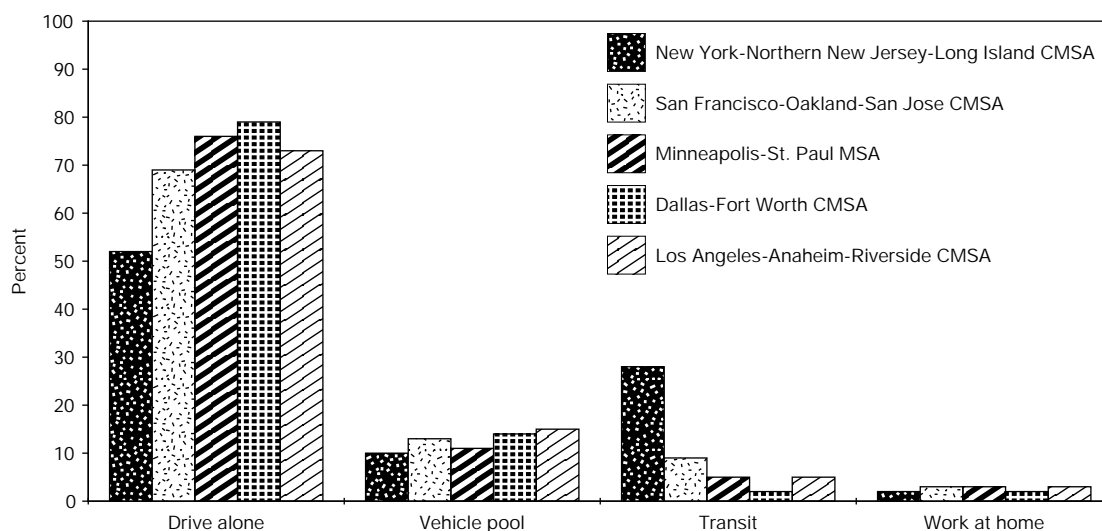 100
90
80
70
60
50
40
30
20
10
0
Percent
New York-Northern New Jersey-Long Island CMSA
San Francisco-Oakland-San Jose CMSA
Minneapolis-St. Paul MSA
Dallas-Fort Worth CMSA
Los Angeles-Anaheim-Riverside CMSA
Drive alone
Vehicle pool
Transit
Work at home